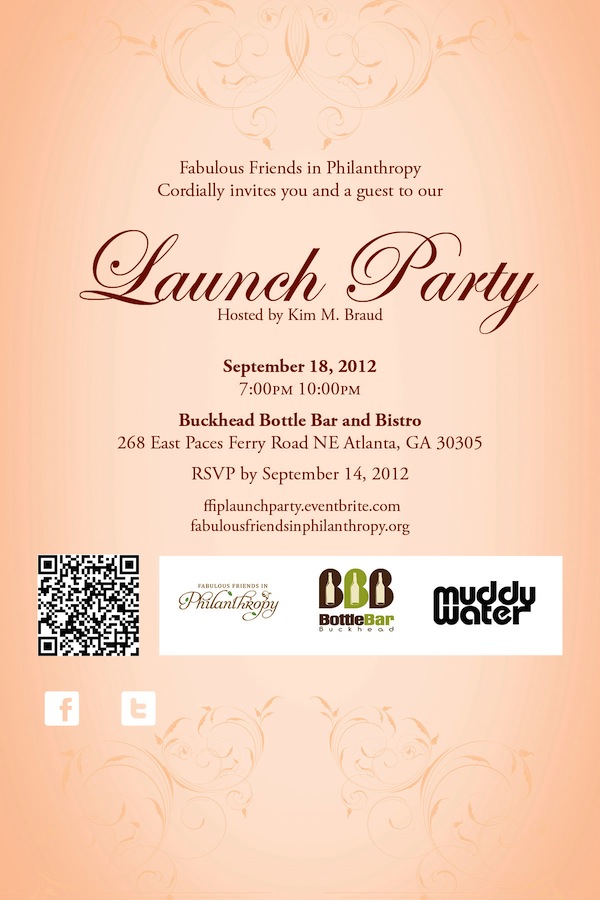 Fabulous Friends in Philanthropy
Cordially invites you and a guest to our
Launch Party
Hosted by Kim M. Braud
September 18, 2012
7:00PM 10:00PM
Buckhead Bottle Bar and Bistro
268 East Paces Ferry Road NE Atlanta, GA 30305
RSVP by September 14, 2012
ffiplaunchparty.eventbrite.com
fabulousfriendsinphilanthropy.org
FABULOUS FRIENDS IN
Philanthropy
BBB
BottleBar
Buckhead
muddy
water
f
t